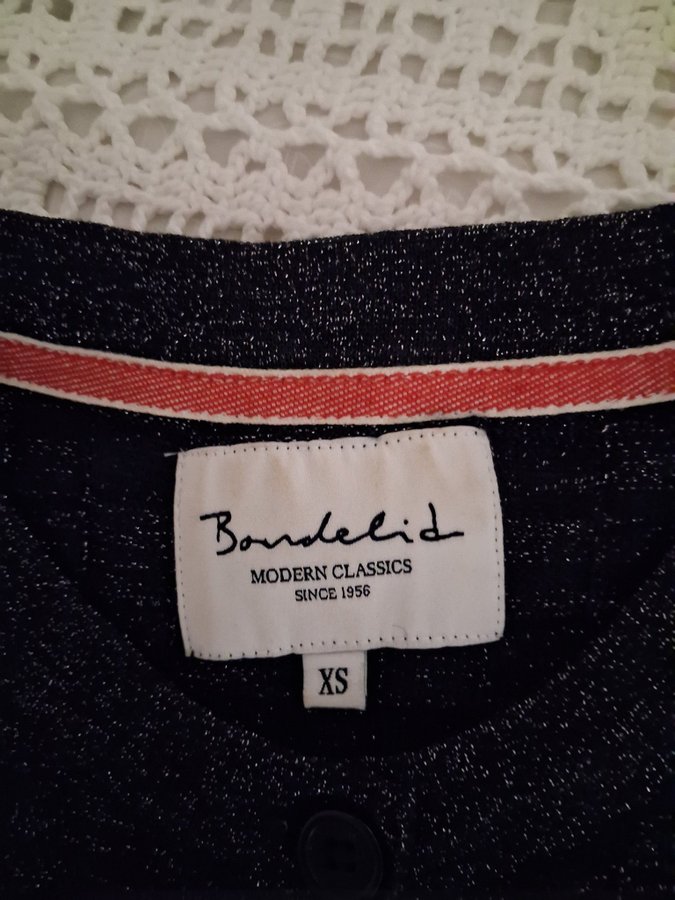 Bondelid
MODERN CLASSICS
SINCE 1956
XS